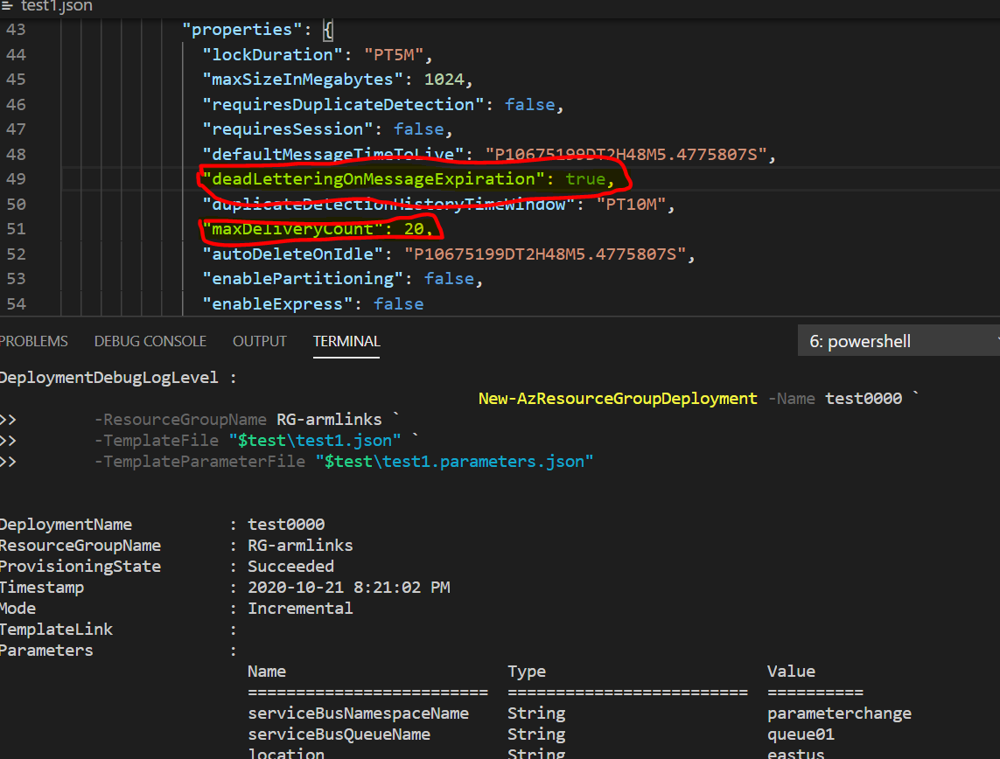 test1.json
43 "properties": {
44 "lockDuration": "PT5M",
45 "maxSizeInMegabytes": 1024,
46 "requiresDuplicateDetection": false,
47 "requiresSession": false,
48 "defaultMessageTimeToLive": "P10675199DT2H48M5.4775807S",
49 "deadLetteringOnMessageExpiration": true,
50 "duplicateDetectionHistoryTimeWindow": "PT10M",
51 "maxDeliveryCount": 20,
52 "autoDeleteOnIdle": "P10675199DT2H48M5.4775807S",
53 "enablePartitioning": false,
54 "enableExpress": false
PROBLEMS DEBUG CONSOLE OUTPUT TERMINAL 6: powershell
DeploymentDebugLogLevel :
New-AzResourceGroupDeployment -Name test0000 `
>> -ResourceGroupName RG-armlinks `
>> -TemplateFile "$test\test1.json" `
>> -TemplateParameterFile "$test\test1.parameters.json"
DeploymentName : test0000
ResourceGroupName : RG-armlinks
ProvisioningState : Succeeded
Timestamp : 2020-10-21 8:21:02 PM
Mode : Incremental
TemplateLink :
Parameters :
Name Type Value
======================== ========================= ==========
serviceBusNamespaceName String parameterchange
serviceBusQueueName String queue01
location String eastus